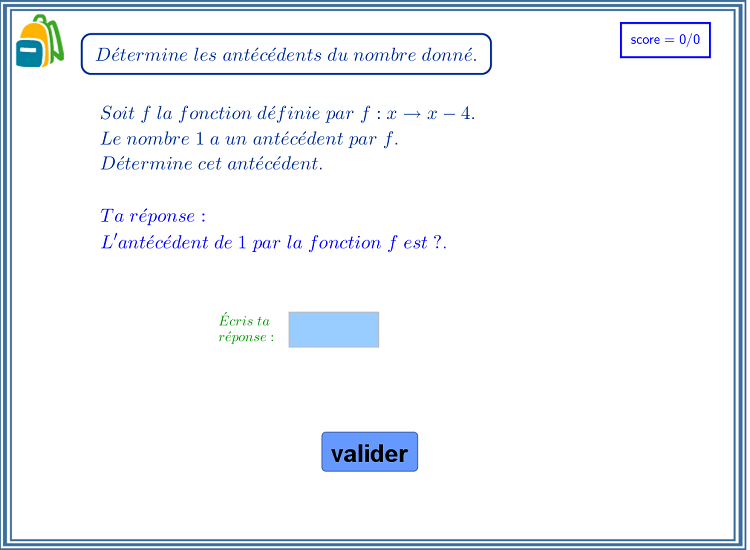 Détermine les antécédents du nombre donné.
score = 0/0
Soit f la fonction définie par f : x → x − 4.
Le nombre 1 a un antécédent par f.
Détermine cet antécédent.
Ta réponse :
L'antécédent de 1 par la fonction f est ?.
Écris ta
réponse :
valider